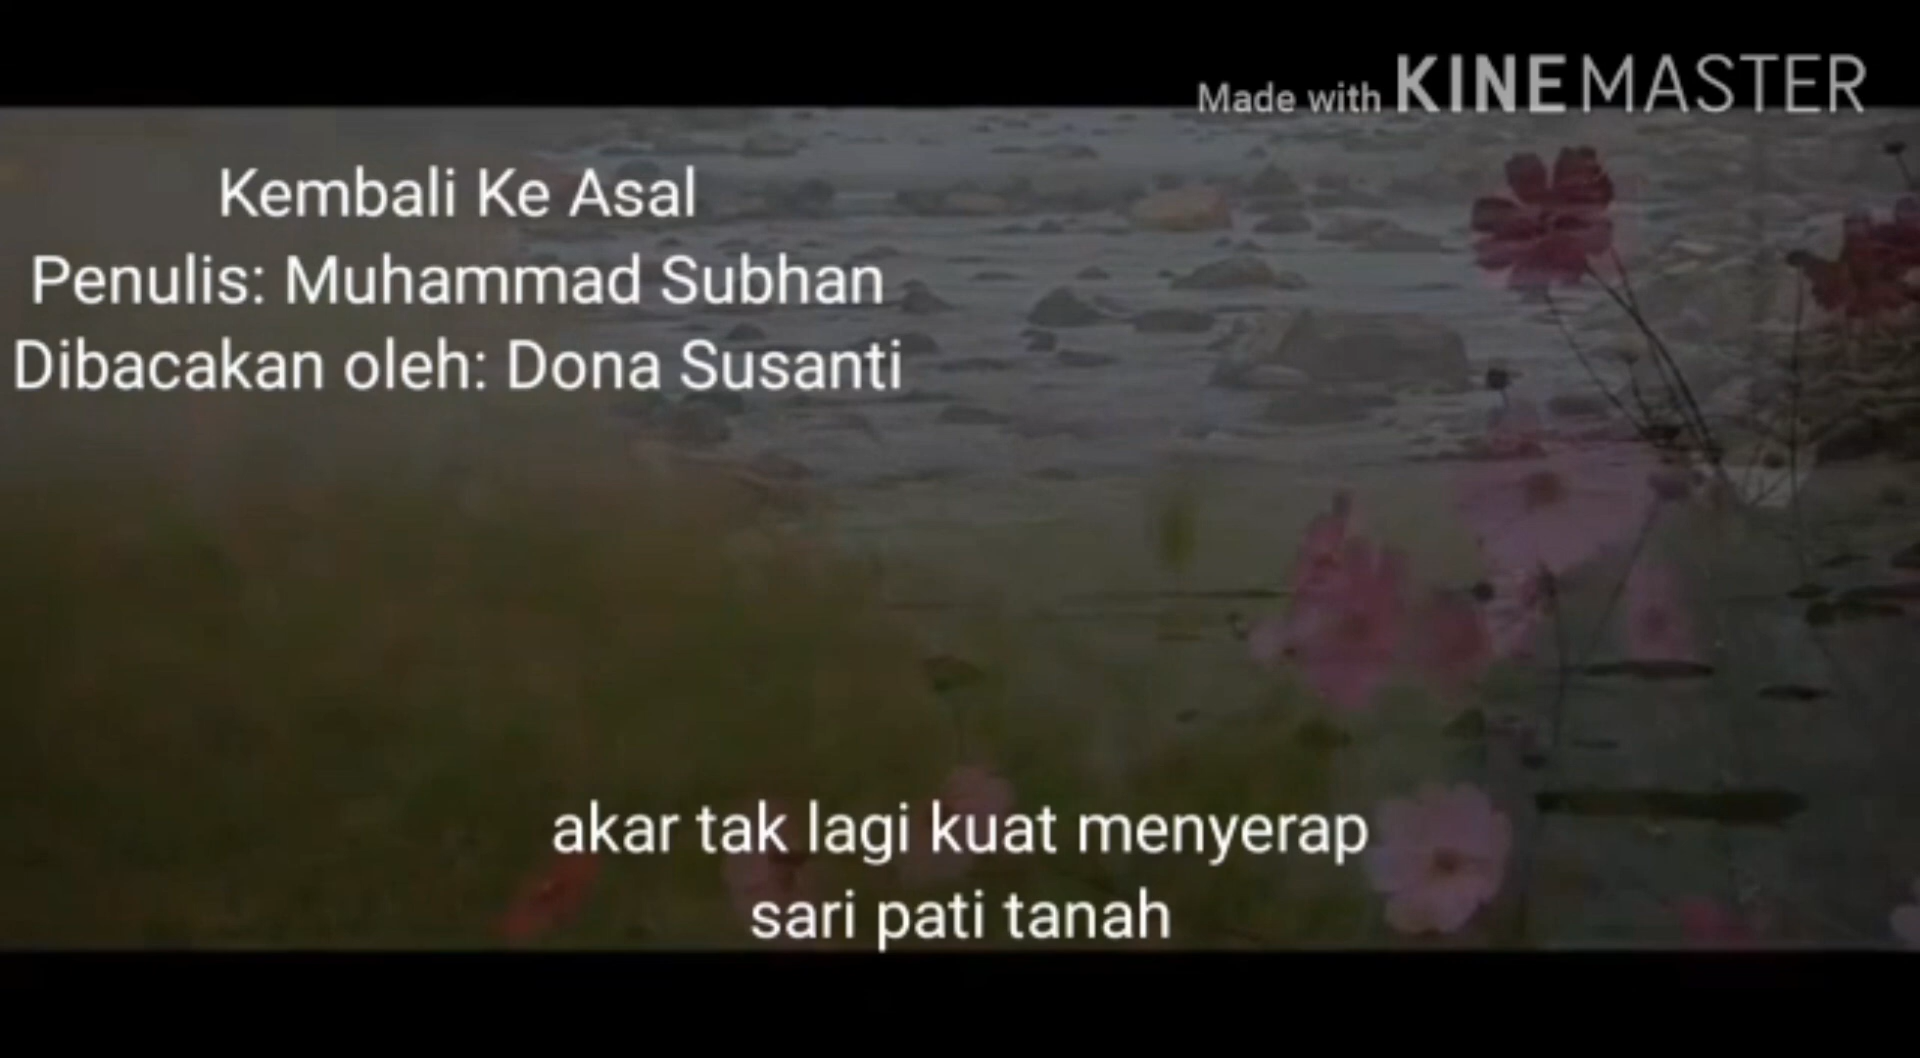 Made with KINEMASTER
Kembali Ke Asal
Penulis: Muhammad Subhan
Dibacakan oleh: Dona Susanti
akar tak lagi kuat menyerap
sari pati tanah